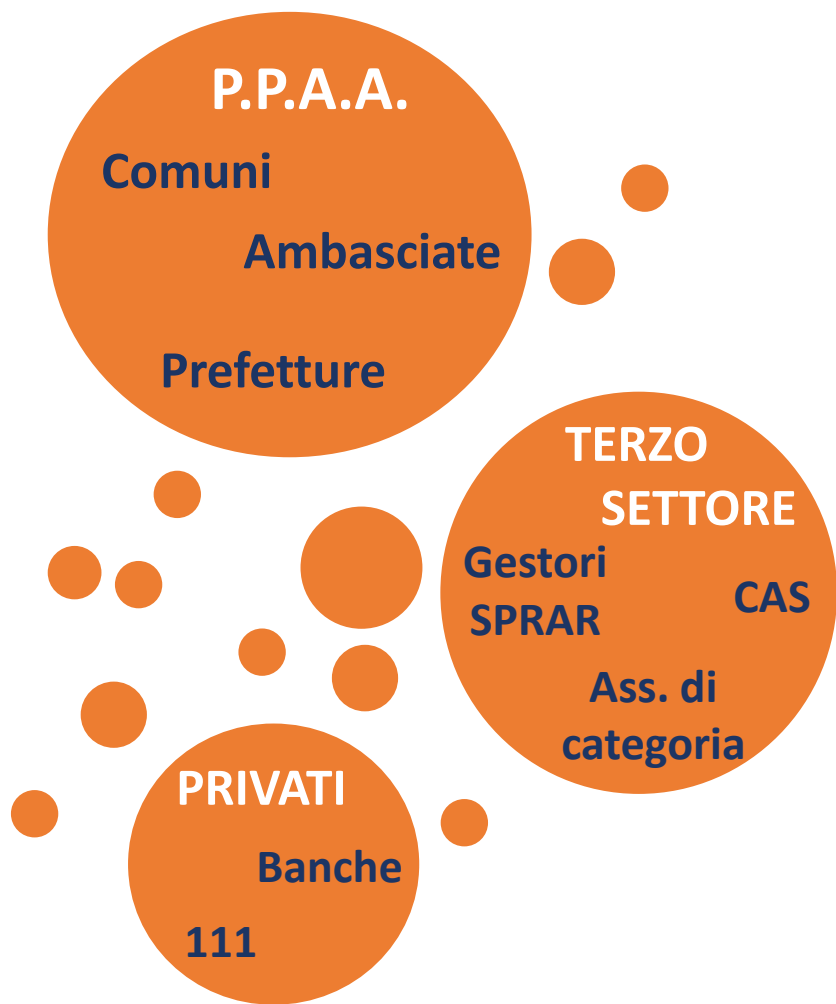 P.P.A.A.
Comuni
Ambasciate
Prefetture
TERZO
SETTORE
Gestori
SPRAR
CAS
Ass. di
categoria
PRIVATI
Banche
111